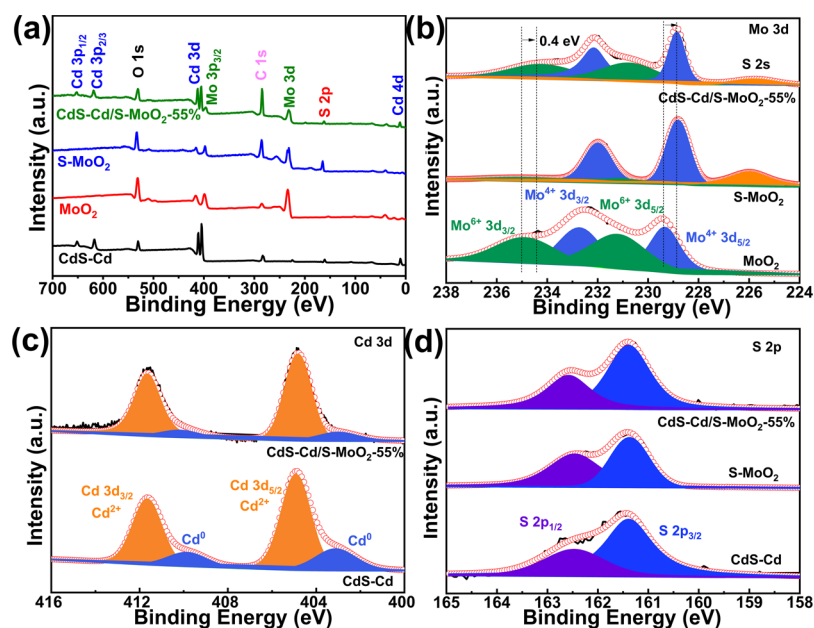 (a)
Cd 3p1/2
Cd 3p2/3
O 1s
Cd 3d
Mo 3p3/2
C 1s
Mo 3d
S 2p
Cd 4d
CdS-Cd/S-MoO2-55%
S-MoO2
MoO2
CdS-Cd
Intensity (a.u.)
700 600 500 400 300 200 100 0
Binding Energy (eV)
(b)
Mo 3d
0.4 eV
S 2s
CdS-Cd/S-MoO2-55%
S-MoO2
Mo4+ 3d3/2
Mo6+ 3d5/2
Mo6+ 3d3/2
Mo4+ 3d5/2
MoO2
Intensity (a.u.)
238 236 234 232 230 228 226 224
Binding Energy (eV)
(c)
Cd 3d
CdS-Cd/S-MoO2-55%
Cd 3d3/2
Cd2+
Cd 3d5/2
Cd2+
Cd0
Cd0
CdS-Cd
Intensity (a.u.)
416 412 408 404 400
Binding Energy (eV)
(d)
S 2p
CdS-Cd/S-MoO2-55%
S-MoO2
S 2p1/2
S 2p3/2
CdS-Cd
Intensity (a.u.)
165 164 163 162 161 160 159 158
Binding Energy (eV)